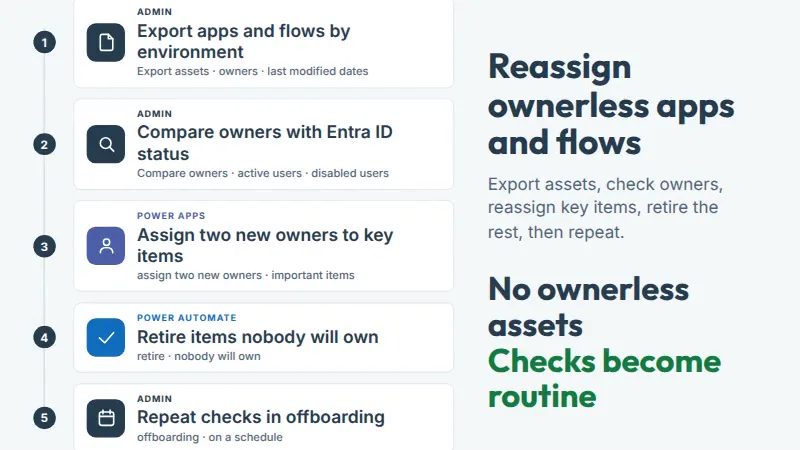 1
ADMIN
Export apps and flows by
environment
Export assets · owners · last modified dates
2
ADMIN
Compare owners with Entra ID
status
Compare owners · active users · disabled users
3
POWER APPS
Assign two new owners to key
items
assign two new owners · important items
4
POWER AUTOMATE
Retire items nobody will own
retire · nobody will own
5
ADMIN
Repeat checks in offboarding
offboarding · on a schedule
Reassign
ownerless apps
and flows
Export assets, check owners,
reassign key items, retire the
rest, then repeat.
No ownerless
assets
Checks become
routine